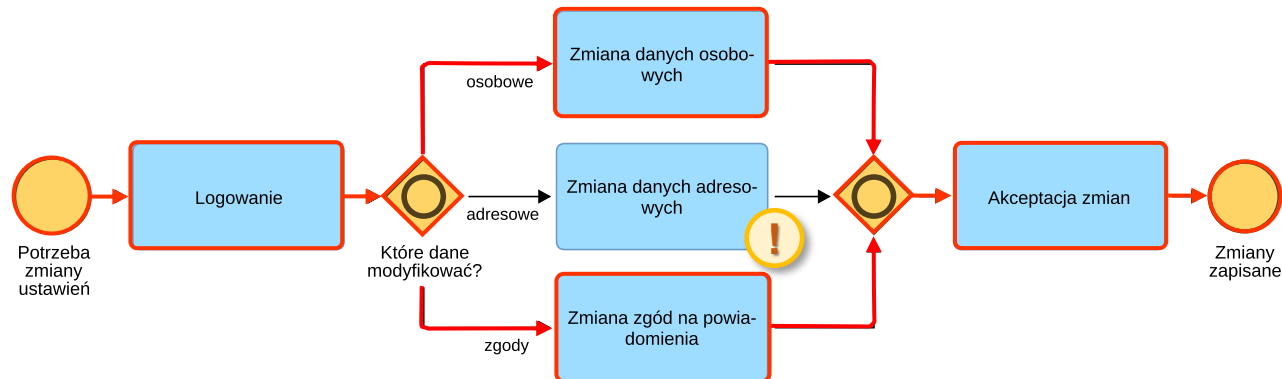 Zmiana danych osobo-
wych
osobowe
Potrzeba
zmiany
ustawień
Logowanie
Które dane
modyfikować?
adresowe
Zmiana danych adreso-
wych
!
Akceptacja zmian
Zmiany
zapisane
zgody
Zmiana zgód na powia-
domienia